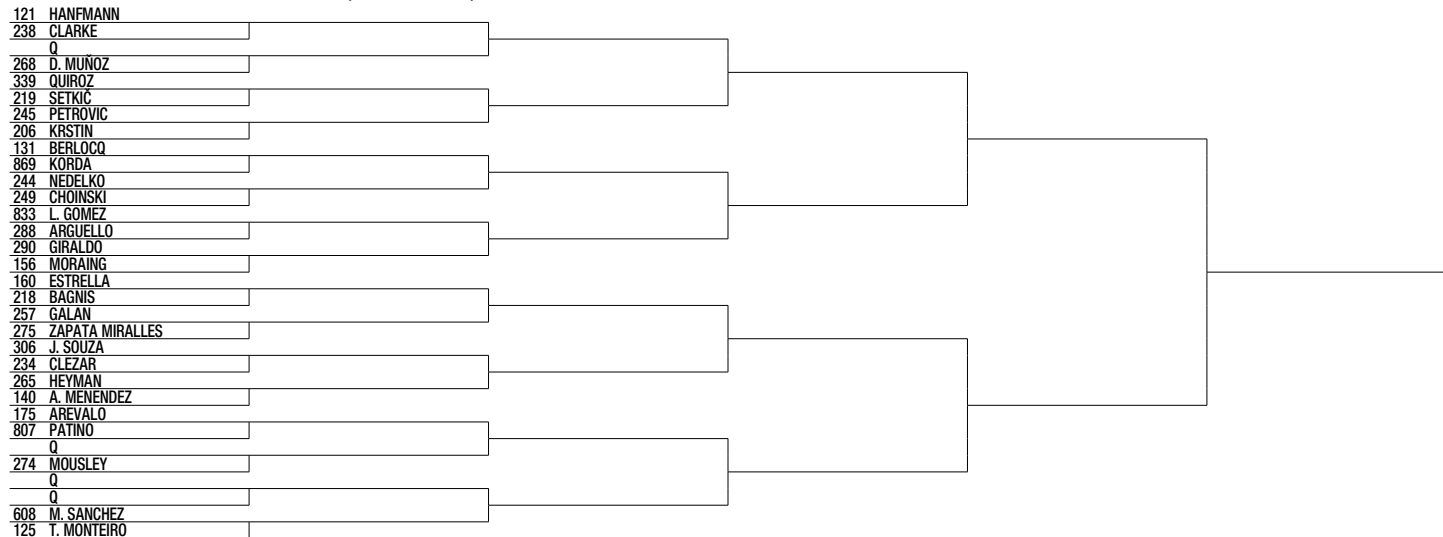 121 HANFMANN
238 CLARKE
Q
268 D. MUŇOZ
339 QUIROZ
219 SETKIČ
245 PETROVIC
206 KRSTIN
131 BERLOCQ
869 KORDA
244 NEDELKO
249 CHOINSKI
833 L. GOMEZ
288 ARGUELLO
290 GIRALDO
156 MORAING
160 ESTRELLA
218 BAGNIS
257 GALAN
275 ZAPATA MIRALLES
306 J. SOUZA
234 CLEZAR
265 HEYMAN
140 A. MENENDEZ
175 AREVALO
807 PATINO
Q
274 MOUSLEY
Q
Q
608 M. SANCHEZ
125 T. MONTEIRO